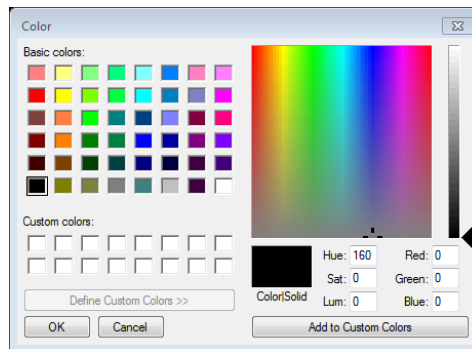 Color
Basic colors:
Custom colors:
Define Custom Colors >>
OK
Cancel
Color|Solid
Hue: 160
Sat: 0
Lum: 0
Red: 0
Green: 0
Blue: 0
Add to Custom Colors